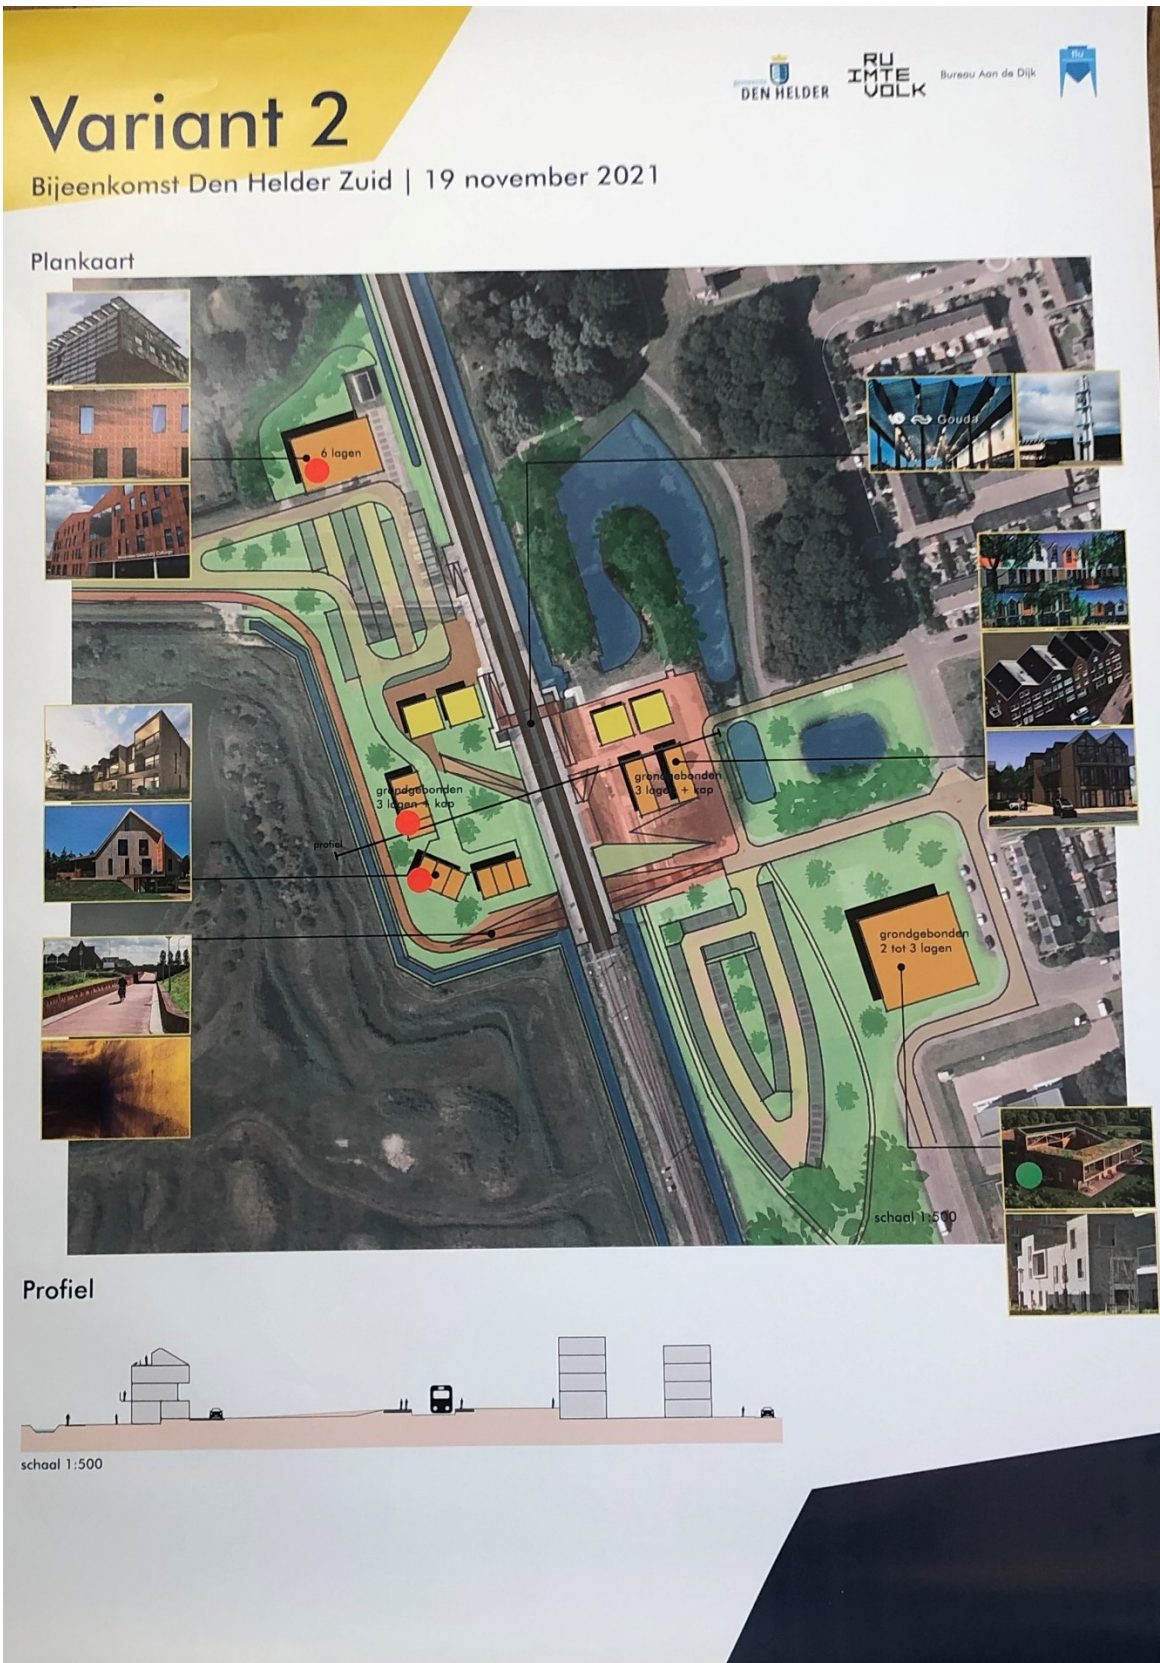 Variant 2
Bijeenkomst Den Helder Zuid | 19 november 2021
DEN HELDER
RU
IMTE
VOLK
Bureau Aan de Dijk
Plankaart
6 lagen
Gouda
grondgebonden
3 lagen + kap
grondgebonden
3 lagen + kap
profiel
grondgebonden
2 tot 3 lagen
schaal 1:500
Profiel
schaal 1:500